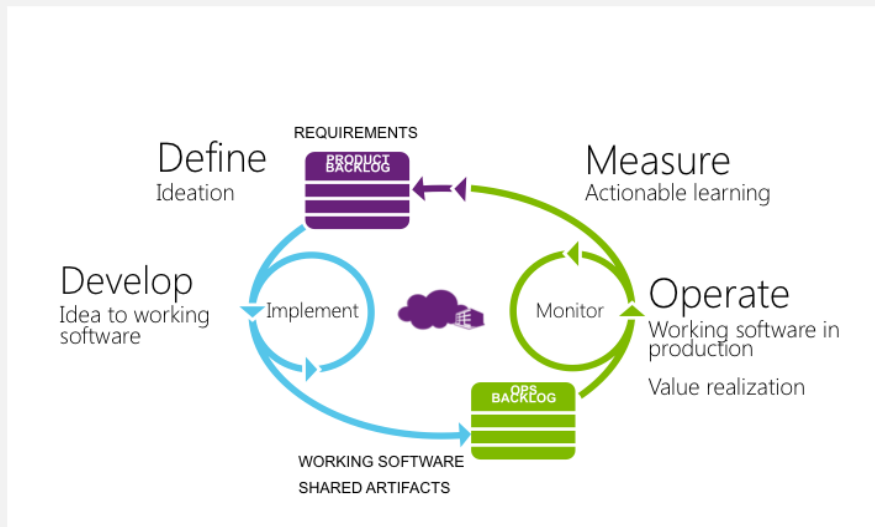 REQUIREMENTS
Define
Ideation
PRODUCT
BACKLOG
Measure
Actionable learning
Develop
Idea to working
software
Implement
Monitor
Operate
Working software in
production
Value realization
OPS
BACKLOG
WORKING SOFTWARE
SHARED ARTIFACTS